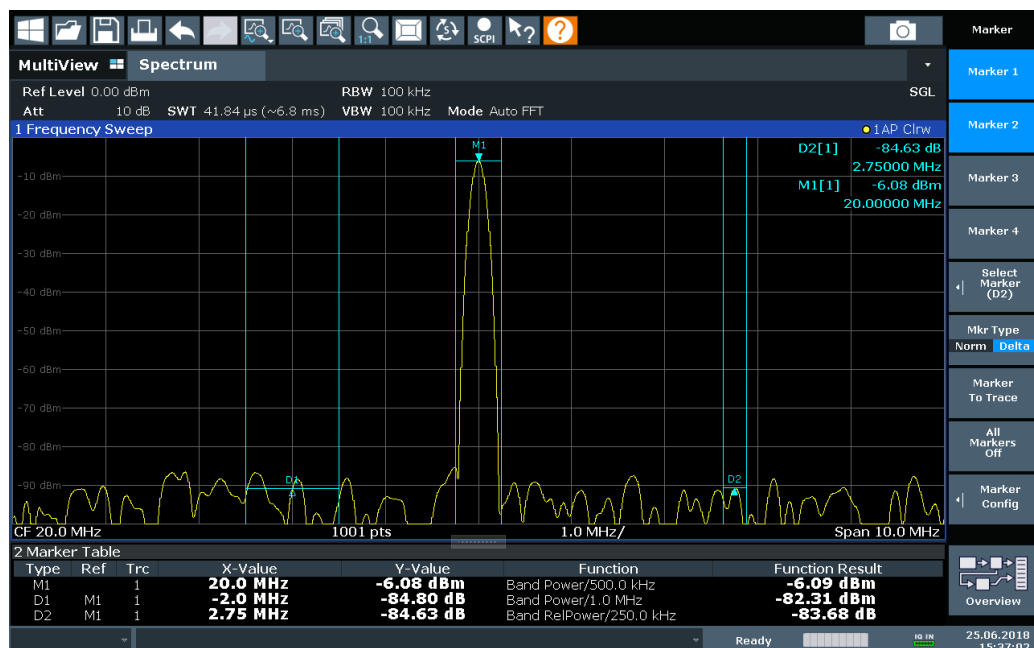 1:1
SCPI
?
?
Marker
MultiView
Spectrum
Ref Level 0.00 dBm RBW 100 kHz SGL
Att 10 dB SWT 41.84 µs (~6.8 ms) VBW 100 kHz Mode Auto FFT
1 Frequency Sweep 1AP Clrw
M1
D2[1] -84.63 dB
2.75000 MHz
M1[1] -6.08 dBm
20.00000 MHz
-10 dBm
-20 dBm
-30 dBm
-40 dBm
-50 dBm
-60 dBm
-70 dBm
-80 dBm
-90 dBm
D1
D2
CF 20.0 MHz 1001 pts 1.0 MHz/ Span 10.0 MHz
2 Marker Table
Type Ref Trc X-Value Y-Value Function Function Result
M1 1 20.0 MHz -6.08 dBm Band Power/500.0 kHz -6.09 dBm
D1 M1 1 -2.0 MHz -84.80 dB Band Power/1.0 MHz -82.31 dBm
D2 M1 1 2.75 MHz -84.63 dB Band RelPower/250.0 kHz -83.68 dB
Marker 1
Marker 2
Marker 3
Marker 4
Select
Marker
(D2)
Mkr Type
Norm Delta
Marker
To Trace
All
Markers
Off
Marker
Config
Overview
Ready
IQ IN
25.06.2018
15:37:02